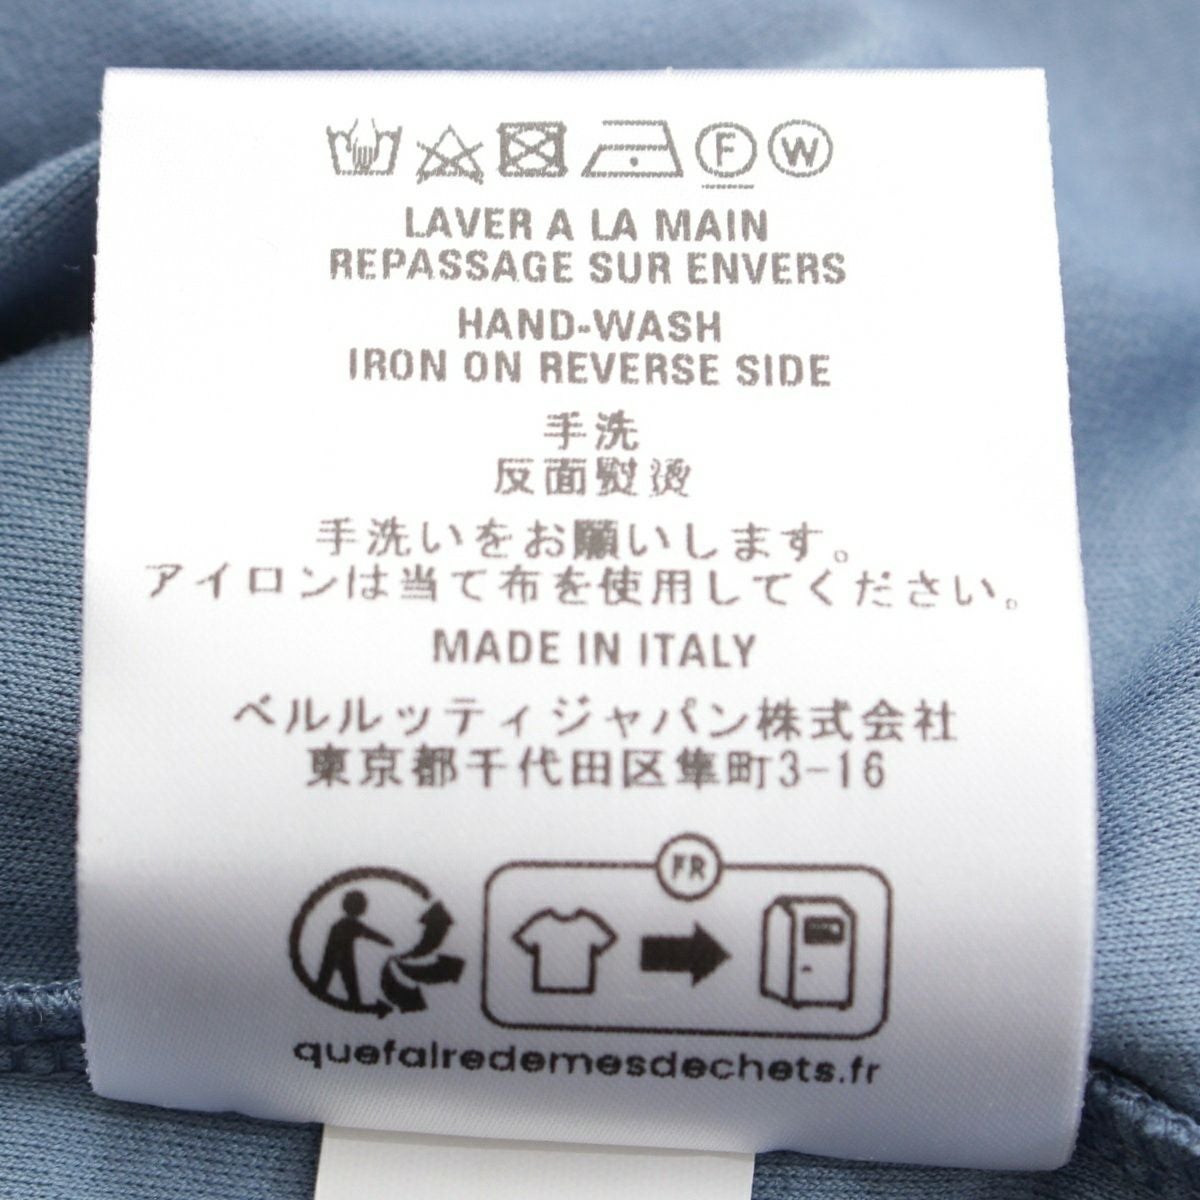 F W
LAVER A LA MAIN
REPASSAGE SUR ENVERS
HAND-WASH
IRON ON REVERSE SIDE
手洗
反面熨烫
手洗いをお願いします。
アイロンは当て布を使用してください。
MADE IN ITALY
ベルルッティジャパン株式会社
東京都千代田区隼町3-16
FR
quefairedemesdechets.fr